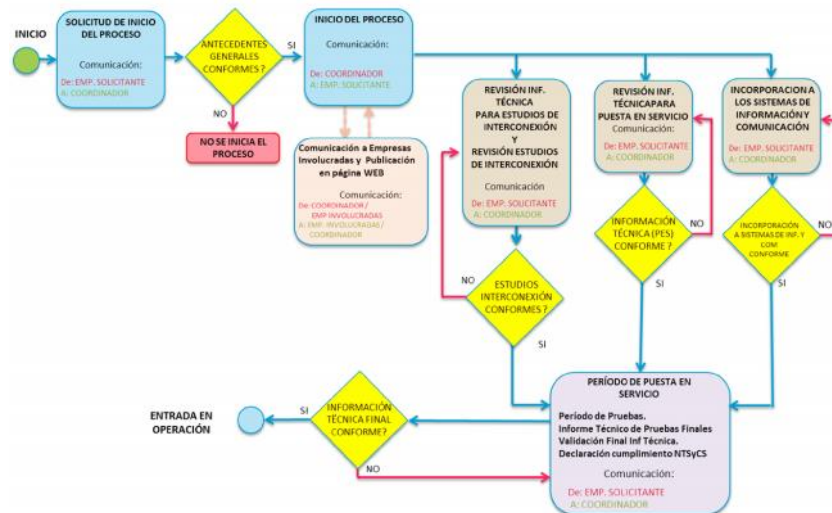 INICIO
SOLICITUD DE INICIO
DEL PROCESO
Comunicación:
De: EMP. SOLICITANTE
A: COORDINADOR
ANTECEDENTES
GENERALES
CONFORMES ?
SI
NO
NO SE INICIA EL
PROCESO
INICIO DEL PROCESO
Comunicación:
De: COORDINADOR
A: EMP. SOLICITANTE
Comunicación a Empresas
Involucradas y Publicación
en página WEB
Comunicación:
De: COORDINADOR /
EMP INVOLUCRADAS
A: EMP. INVOLUCRADAS/
COORDINADOR
REVISIÓN INF.
TÉCNICA
PARA ESTUDIOS DE
INTERCONEXIÓN
Y
REVISIÓN ESTUDIOS
DE INTERCONEXIÓN
Comunicación
De: EMP. SOLICITANTE
A: COORDINADOR
NO
ESTUDIOS
INTERCONEXIÓN
CONFORMES ?
SI
REVISIÓN INF.
TÉCNICAPARA
PUESTA EN SERVICIO
Comunicación:
De: EMP. SOLICITANTE
A: COORDINADOR
INFORMACIÓN
TÉCNICA (PES)
CONFORME ?
NO
SI
INCORPORACION A
LOS SISTEMAS DE
INFORMACIÓN Y
COMUNICACIÓN
Comunicación:
De: EMP. SOLICITANTE
A: COORDINADOR
INCORPORACIÓN
A SISTEMAS DE INF. Y
COM.
CONFORME
NO
SI
PERÍODO DE PUESTA EN
SERVICIO
Período de Pruebas.
Informe Técnico de Pruebas Finales
Validación Final Inf Técnica.
Declaración cumplimiento NTSyCS
Comunicación:
De: EMP. SOLICITANTE
A: COORDINADOR
INFORMACIÓN
TÉCNICA FINAL
CONFORME?
SI
NO
ENTRADA EN
OPERACIÓN